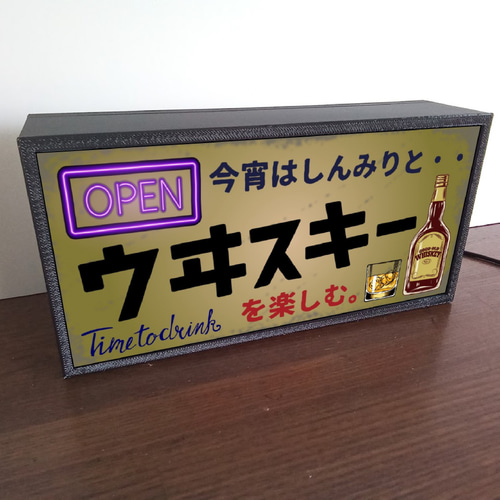 OPEN
今宵はしんみりと・・
ウヰスキー
を楽しむ。
Time to drink
WHISKEY